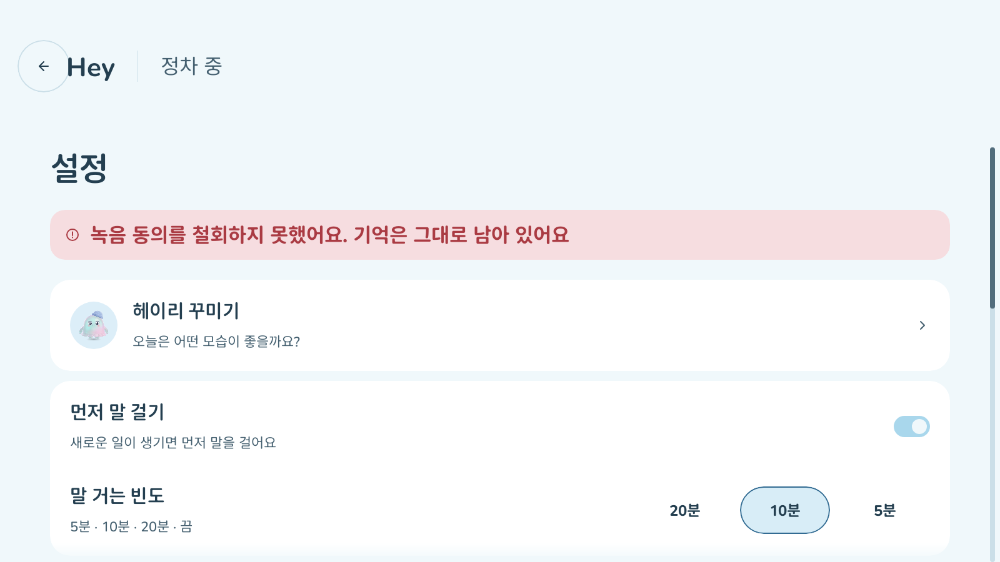 Hey
정차 중
설정
녹음 동의를 철회하지 못했어요. 기억은 그대로 남아 있어요
헤이리 꾸미기
오늘은 어떤 모습이 좋을까요?
먼저 말 걸기
새로운 일이 생기면 먼저 말을 걸어요
말 거는 빈도
5분 · 10분 · 20분 · 끔
20분
10분
5분